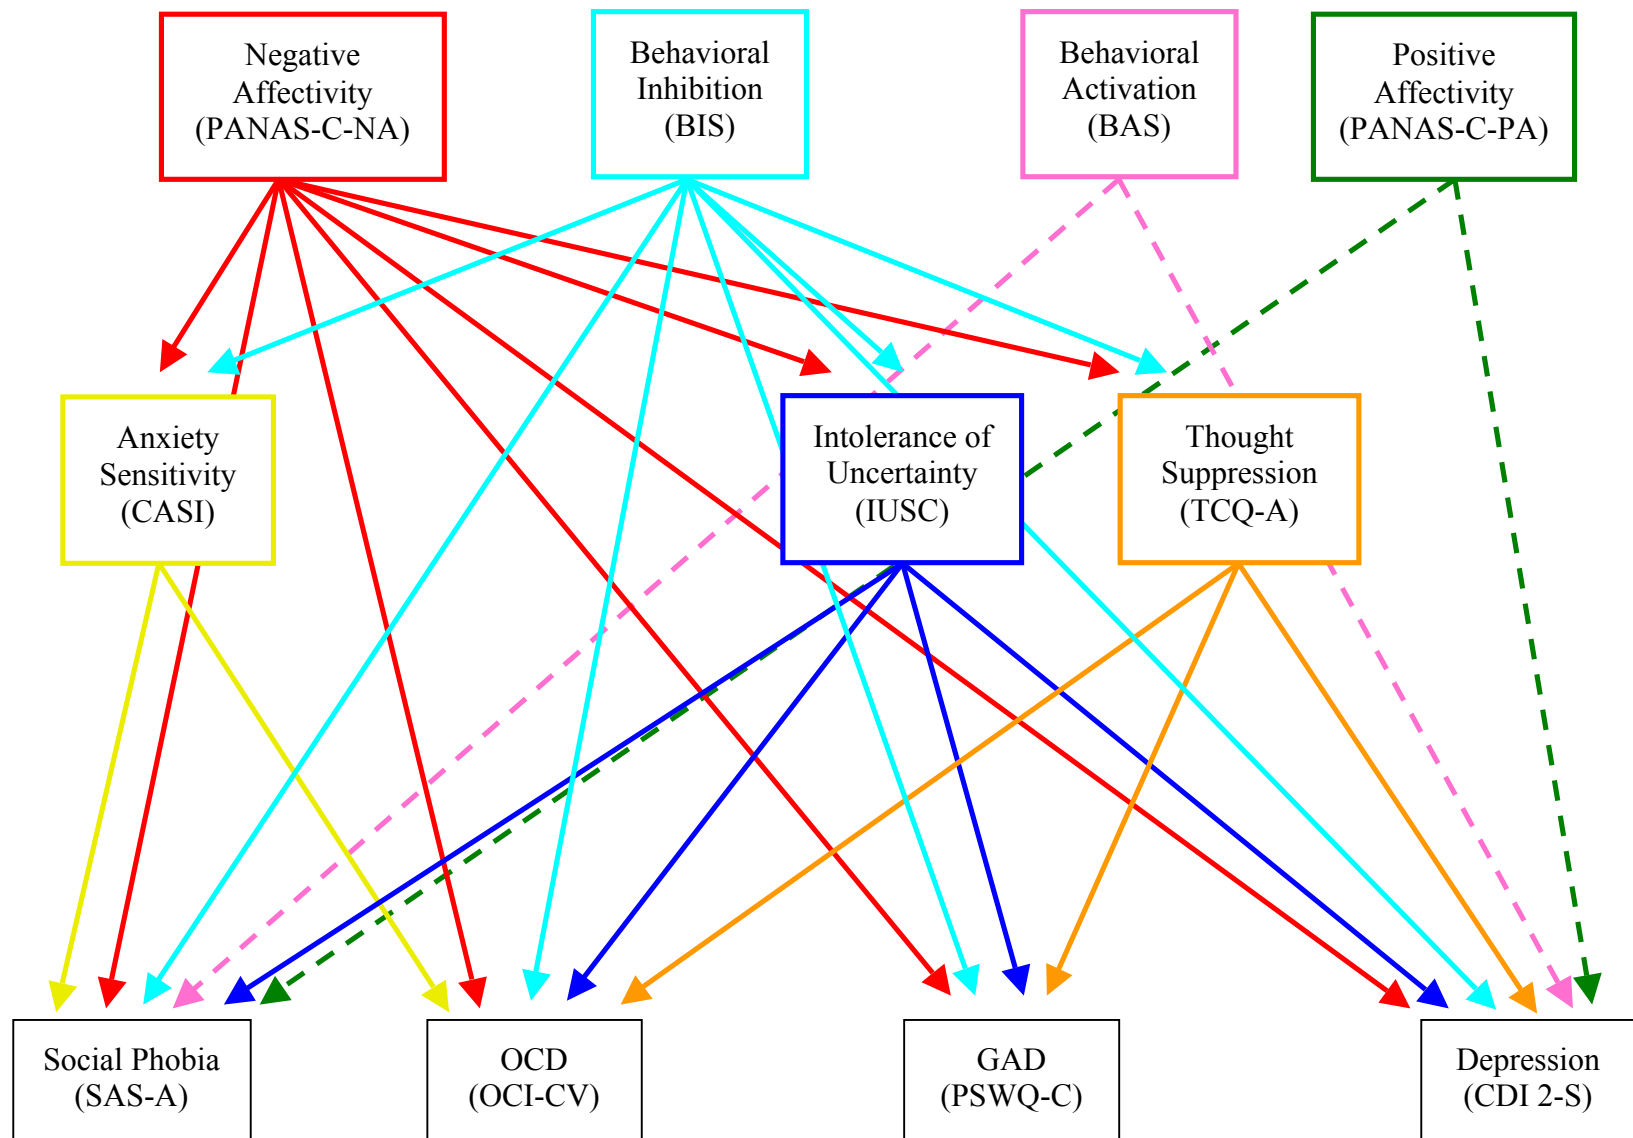 Negative
Affectivity
(PANAS-C-NA)
Behavioral
Inhibition
(BIS)
Behavioral
Activation
(BAS)
Positive
Affectivity
(PANAS-C-PA)
Anxiety
Sensitivity
(CASI)
Intolerance of
Uncertainty
(IUSC)
Thought
Suppression
(TCQ-A)
Social Phobia
(SAS-A)
OCD
(OCI-CV)
GAD
(PSWQ-C)
Depression
(CDI 2-S)